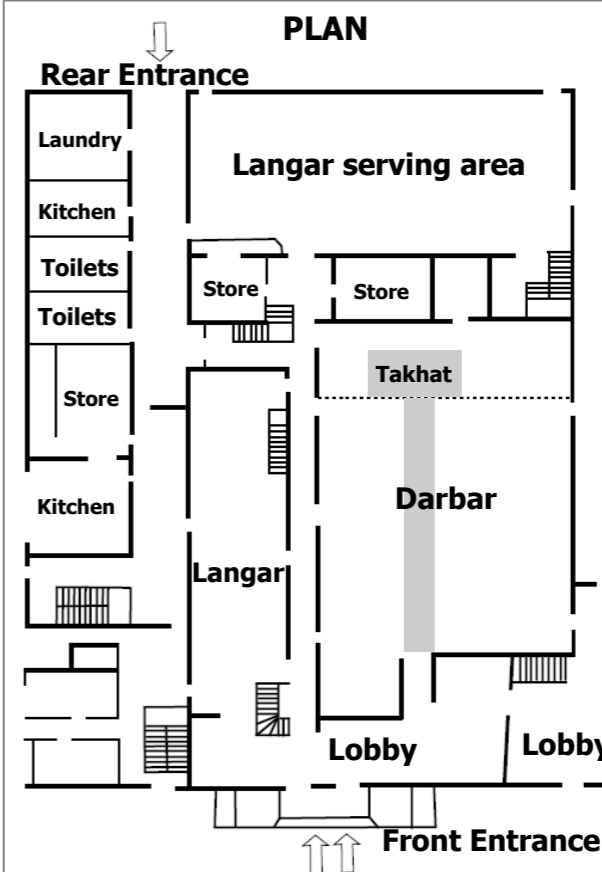 PLAN
Rear Entrance
Laundry
Langar serving area
Kitchen
Toilets
Store
Store
Toilets
Takhat
Store
Darbar
Kitchen
Langar
Lobby
Lobby
Front Entrance